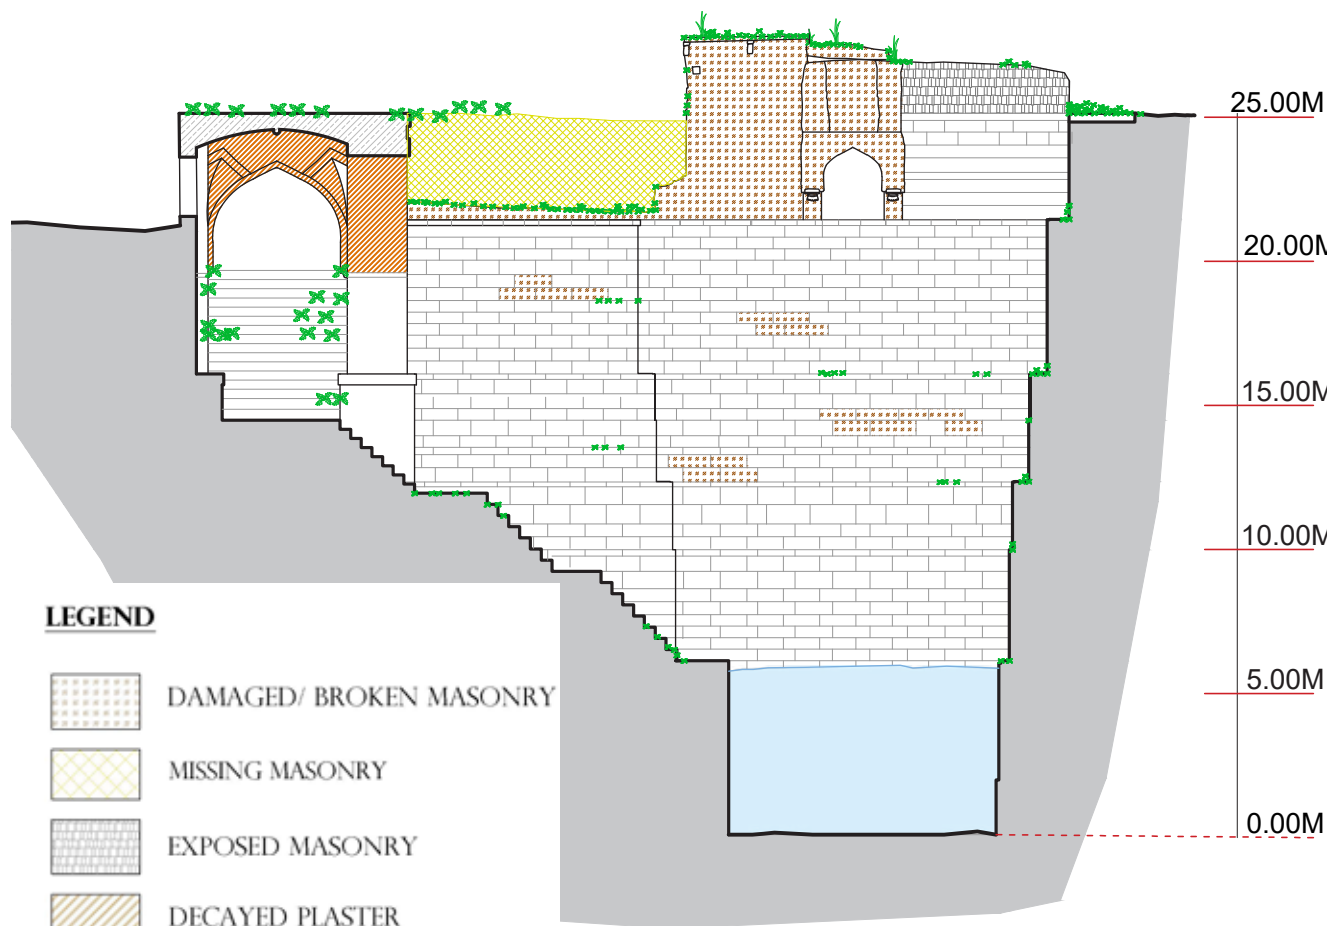 25.00M
20.00M
15.00M
10.00M
5.00M
0.00M
LEGEND
DAMAGED/ BROKEN MASONRY
MISSING MASONRY
EXPOSED MASONRY
DECAYED PLASTER